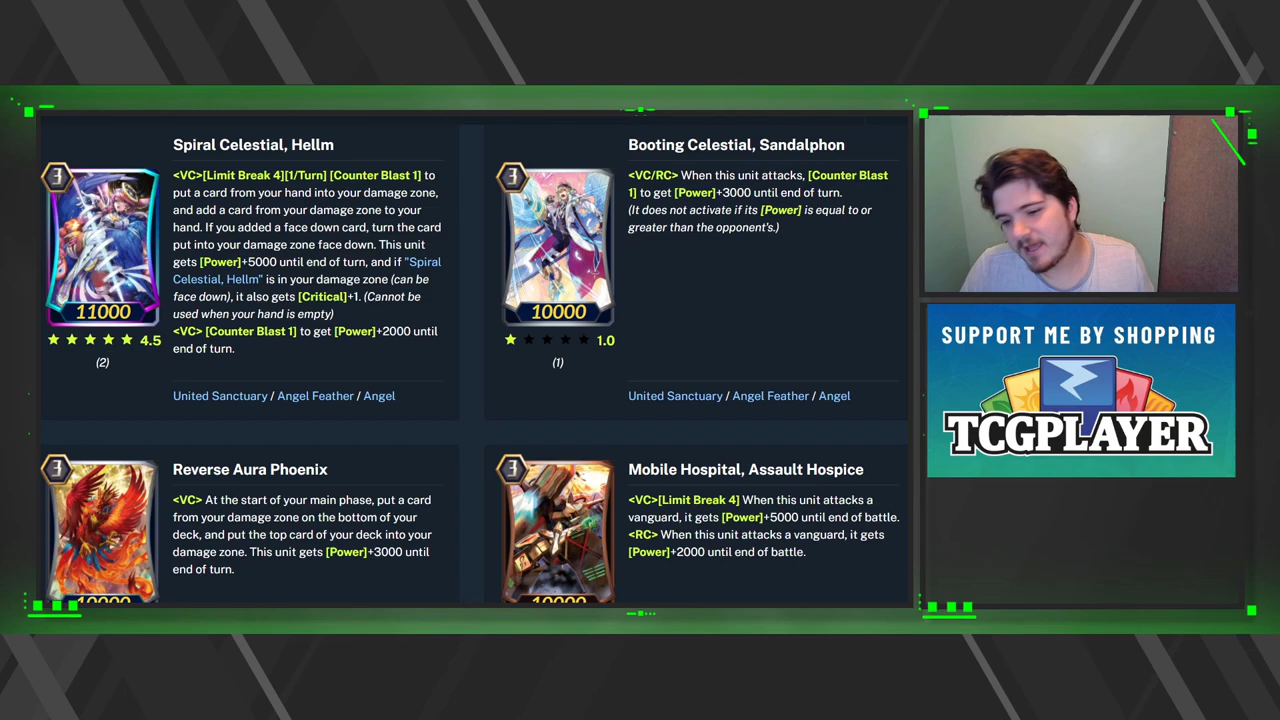 Spiral Celestial, Hellm
3
<VC>[Limit Break 4][1/Turn] [Counter Blast 1] to
put a card from your hand into your damage zone,
and add a card from your damage zone to your
hand. If you added a face down card, turn the card
put into your damage zone face down. This unit
gets [Power]+5000 until end of turn, and if "Spiral
Celestial, Hellm" is in your damage zone (can be
face down), it also gets [Critical]+1. (Cannot be
used when your hand is empty)
<VC> [Counter Blast 1] to get [Power]+2000 until
end of turn.
11000
4.5
(2)
United Sanctuary / Angel Feather / Angel
Booting Celestial, Sandalphon
3
<VC/RC> When this unit attacks, [Counter Blast
1] to get [Power]+3000 until end of turn.
(It does not activate if its [Power] is equal to or
greater than the opponent's.)
10000
1.0
(1)
United Sanctuary / Angel Feather / Angel
Reverse Aura Phoenix
3
<VC> At the start of your main phase, put a card
from your damage zone on the bottom of your
deck, and put the top card of your deck into your
damage zone. This unit gets [Power]+3000 until
end of turn.
10000
Mobile Hospital, Assault Hospice
3
<VC>[Limit Break 4] When this unit attacks a
vanguard, it gets [Power]+5000 until end of battle.
<RC> When this unit attacks a vanguard, it gets
[Power]+2000 until end of battle.
10000
SUPPORT ME BY SHOPPING
TCGPLAYER